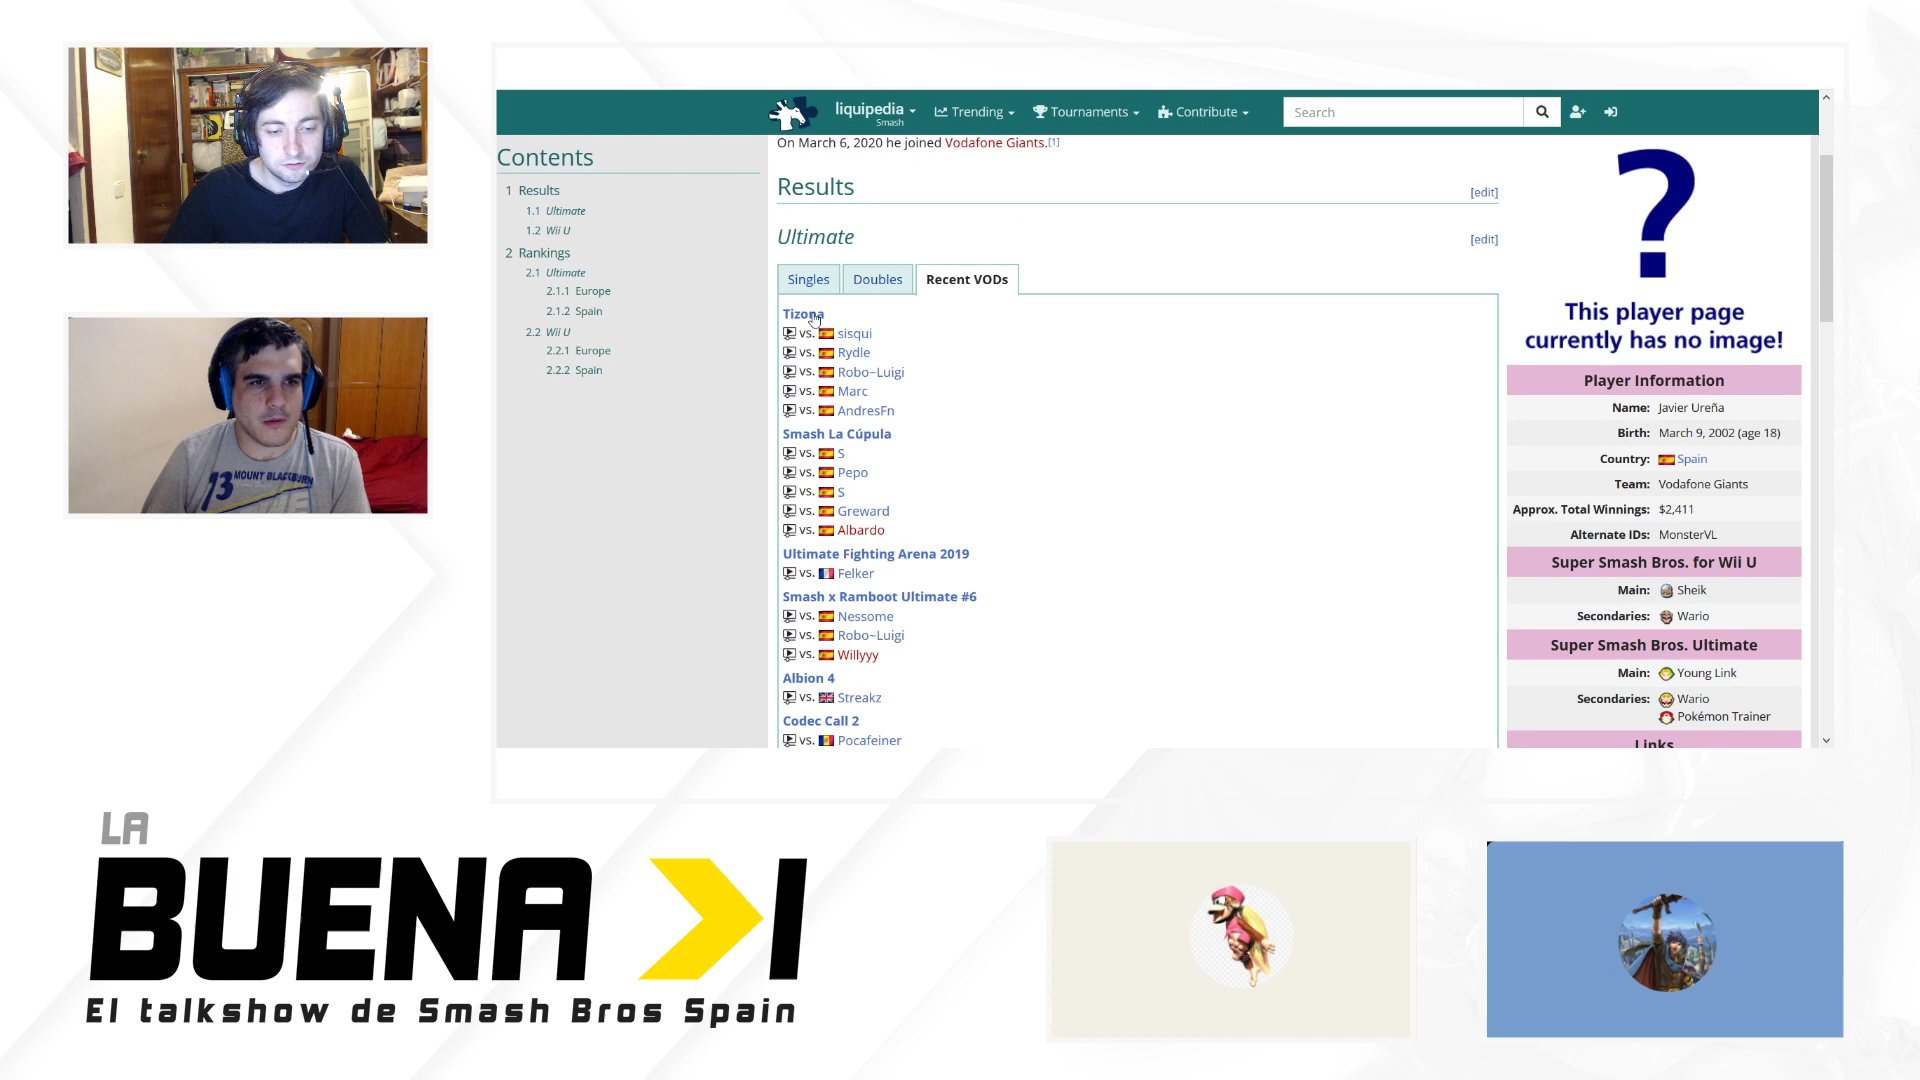 liquipedia
Smash
Trending
Tournaments
Contribute
Search
Contents
1 Results
1.1 Ultimate
1.2 Wii U
2 Rankings
2.1 Ultimate
2.1.1 Europe
2.1.2 Spain
2.2 Wii U
2.2.1 Europe
2.2.2 Spain
On March 6, 2020 he joined Vodafone Giants.[1]
Results [edit]
Ultimate [edit]
Singles Doubles Recent VODs
Tizona
vs. sisqui
vs. Rydle
vs. Robo~Luigi
vs. Marc
vs. AndresFn
Smash La Cúpula
vs. S
vs. Pepo
vs. S
vs. Greward
vs. Albardo
Ultimate Fighting Arena 2019
vs. Felker
Smash x Ramboot Ultimate #6
vs. Nessome
vs. Robo~Luigi
vs. Willyyy
Albion 4
vs. Streakz
Codec Call 2
vs. Pocafeiner
?
This player page
currently has no image!
Player Information
Name: Javier Ureña
Birth: March 9, 2002 (age 18)
Country: Spain
Team: Vodafone Giants
Approx. Total Winnings: $2,411
Alternate IDs: MonsterVL
Super Smash Bros. for Wii U
Main: Sheik
Secondaries: Wario
Super Smash Bros. Ultimate
Main: Young Link
Secondaries: Wario
Pokémon Trainer
Links
73 MOUNT BLACKBURN
LA
BUENA >I
El talkshow de Smash Bros Spain